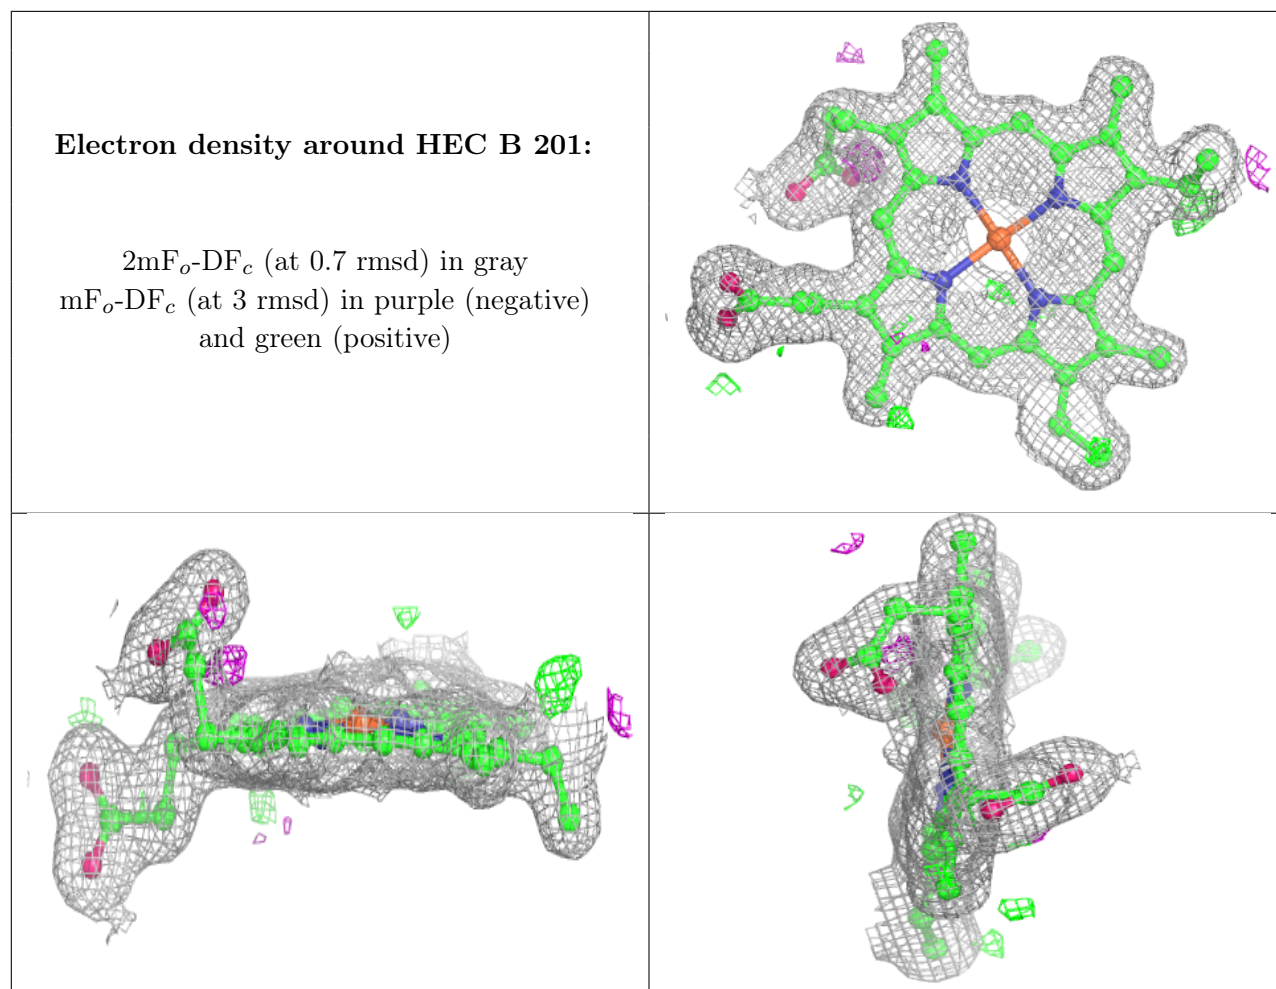 Electron density around HEC B 201:
2mFo-DFc (at 0.7 rmsd) in gray
mFo-DFc (at 3 rmsd) in purple (negative)
and green (positive)